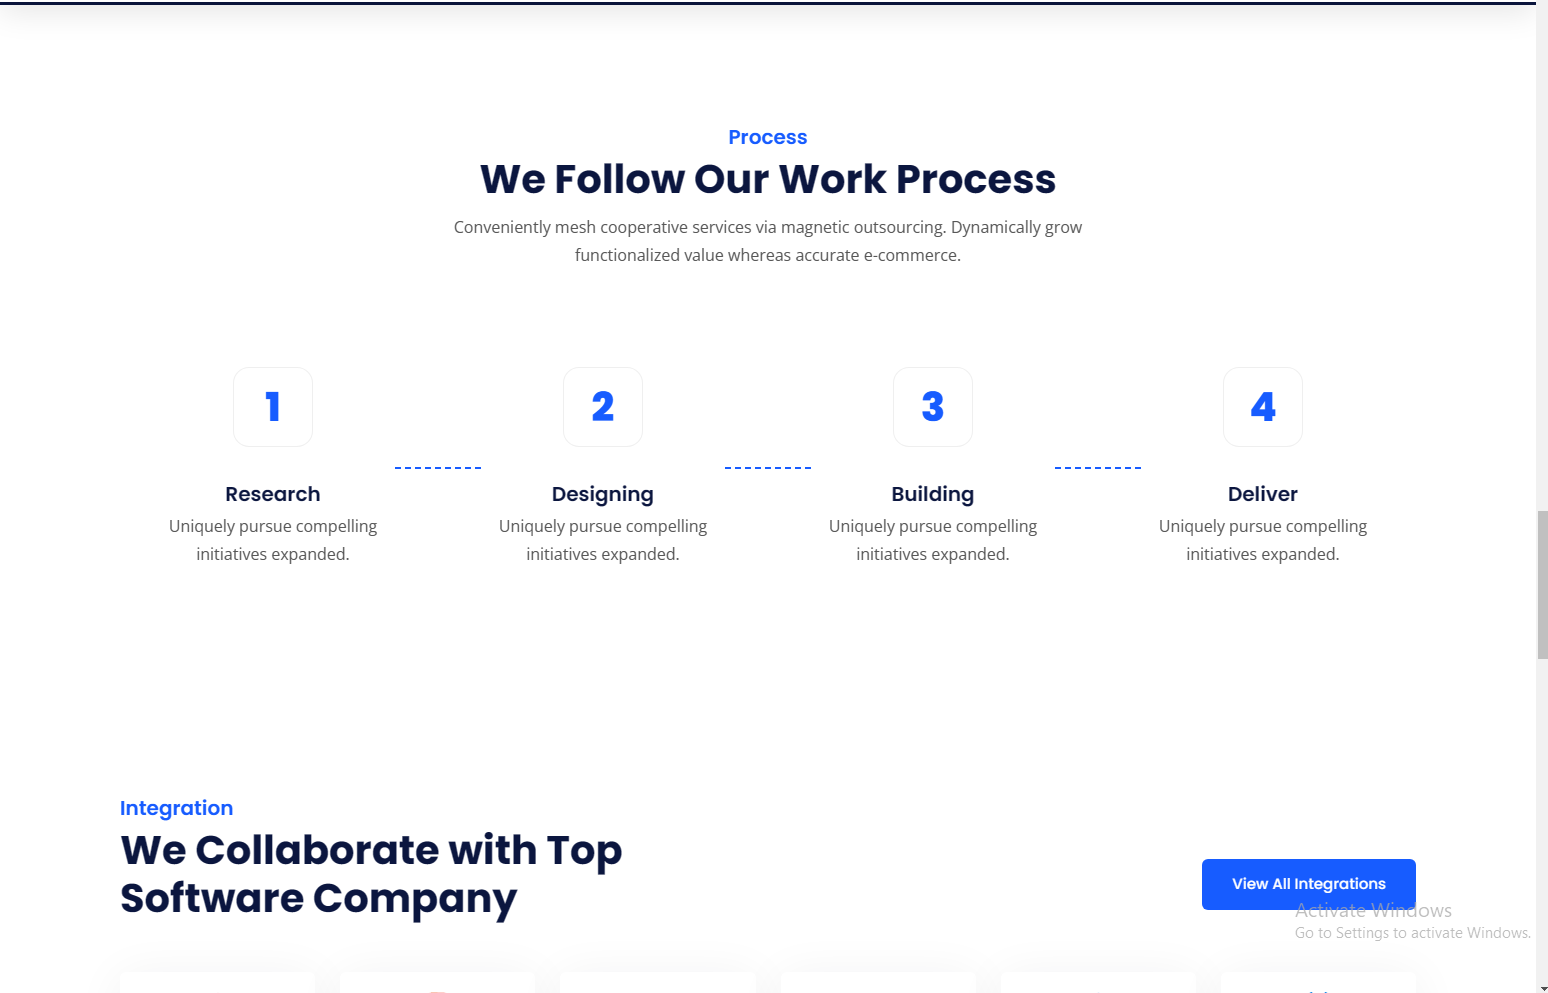 Process
We Follow Our Work Process
Conveniently mesh cooperative services via magnetic outsourcing. Dynamically grow
functionalized value whereas accurate e-commerce.
1
2
3
4
Research
Designing
Building
Deliver
Uniquely pursue compelling
initiatives expanded.
Uniquely pursue compelling
initiatives expanded.
Uniquely pursue compelling
initiatives expanded.
Uniquely pursue compelling
initiatives expanded.
Integration
We Collaborate with Top
Software Company
View All Integrations
Activate Windows
Go to Settings to activate Windows.